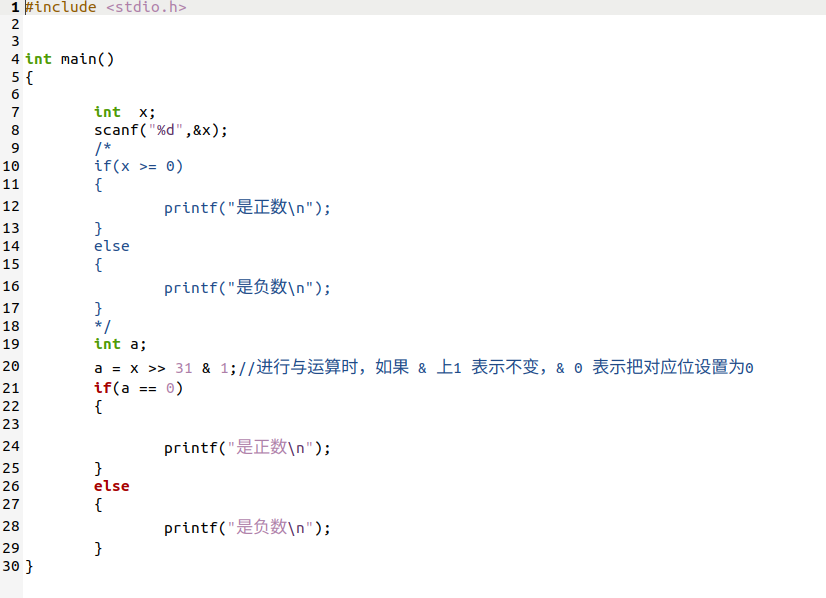 1 #include <stdio.h>
2
3
4 int main()
5 {
6
7 int  x;
8 scanf("%d",&x);
9 /*
10 if(x >= 0)
11 {
12 printf("是正数\n");
13 }
14 else
15 {
16 printf("是负数\n");
17 }
18 */
19 int a;
20 a = x >> 31 & 1;//进行与运算时，如果 & 上1 表示不变，& 0 表示把对应位设置为0
21 if(a == 0)
22 {
23
24 printf("是正数\n");
25 }
26 else
27 {
28 printf("是负数\n");
29 }
30 }